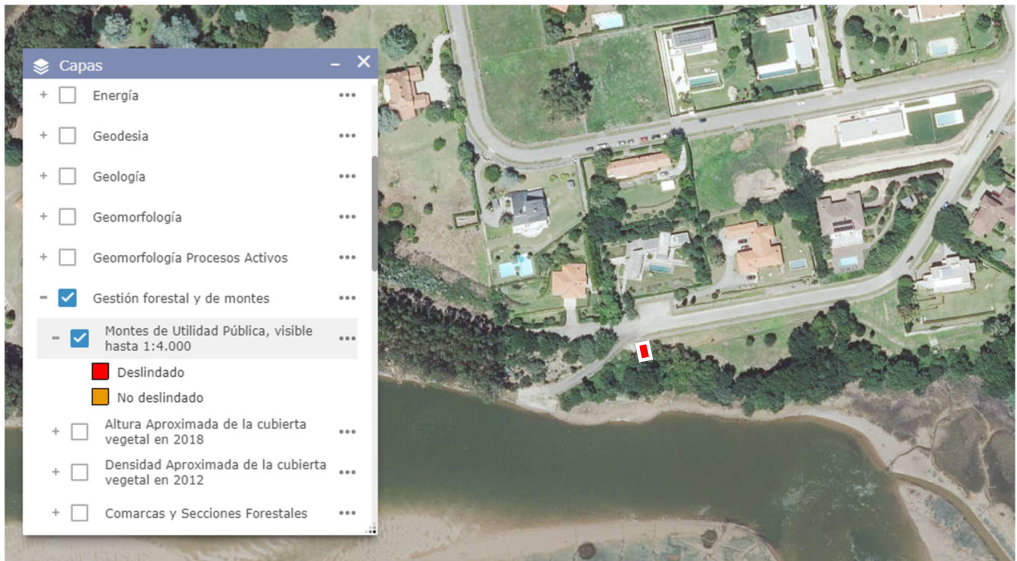 Capas
Energía
Geodesia
Geología
Geomorfología
Geomorfología Procesos Activos
Gestión forestal y de montes
Montes de Utilidad Pública, visible
hasta 1:4.000
Deslindado
No deslindado
Altura Aproximada de la cubierta
vegetal en 2018
Densidad Aproximada de la cubierta
vegetal en 2012
Comarcas y Secciones Forestales